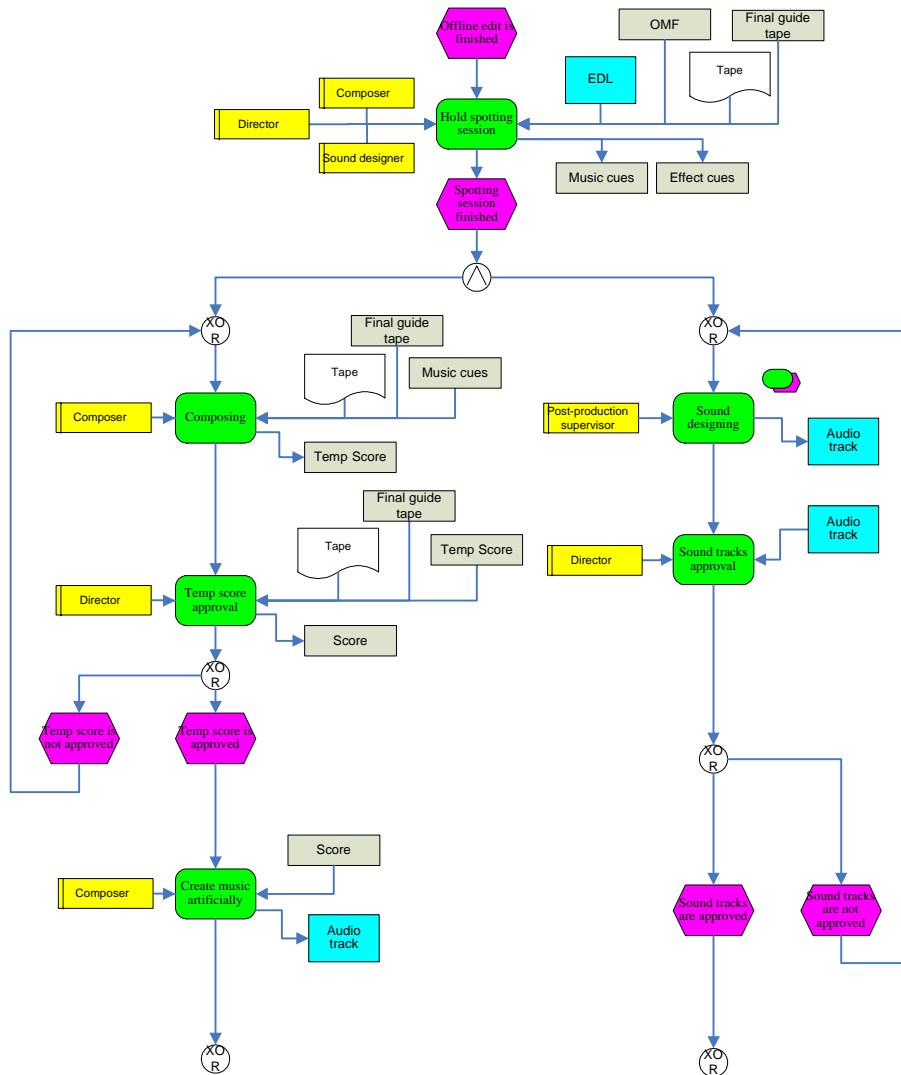 Offline edit is
finished
OMF
Final guide
tape
EDL
Tape
Composer
Director
Sound designer
Hold spotting
session
Music cues
Effect cues
Spotting
session
finished
XO
R
XO
R
Final guide
tape
Tape
Music cues
Composer
Composing
Temp Score
Post-production
supervisor
Sound
designing
Audio
track
Final guide
tape
Tape
Temp Score
Director
Temp score
approval
Score
Audio
track
Director
Sound tracks
approval
XO
R
Temp score is
not approved
Temp score is
approved
XO
R
Score
Composer
Create music
artificially
Audio
track
Sound tracks
are approved
Sound tracks
are not
approved
XO
R
XO
R